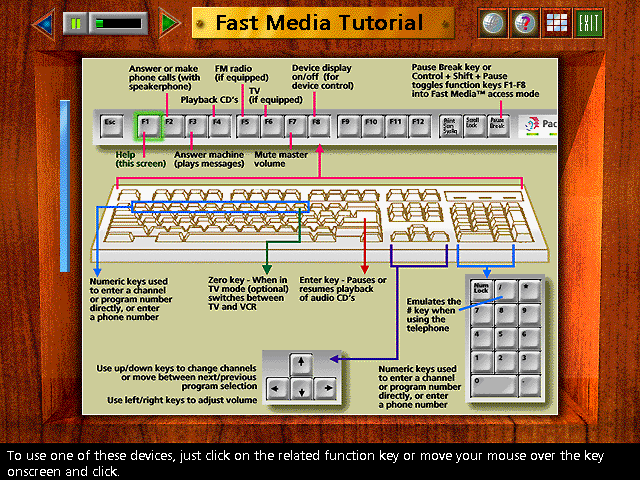 Fast Media Tutorial
EXIT
Answer or make
phone calls (with
speakerphone)
Playback CD's
FM radio
(if equipped)
TV
(if equipped)
Device display
on/off (for
device control)
Pause Break key or
Control + Shift + Pause
toggles function keys F1-F8
into Fast Media™ access mode
Esc
F1
F2
F3
F4
F5
F6
F7
F8
F9
F10
F11
F12
Print
Scrn
SysRq
Scroll
Lock
Pause
Break
Pac
Help
(this screen)
Answer machine
(plays messages)
Mute master
volume
Numeric keys used
to enter a channel
or program number
directly, or enter
a phone number
Zero key - When in
TV mode (optional)
switches between
TV and VCR
Enter key - Pauses or
resumes playback
of audio CD's
Emulates the
# key when
using the
telephone
Num
Lock
/
*
7
8
9
4
5
6
1
2
3
0
.
Use up/down keys to change channels
or move between next/previous
program selection
Use left/right keys to adjust volume
Numeric keys used
to enter a channel
or program number
directly, or enter
a phone number
To use one of these devices, just click on the related function key or move your mouse over the key
onscreen and click.